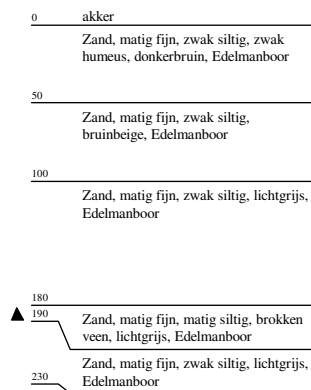 0 akker
Zand, matig fijn, zwak siltig, zwak
humeus, donkerbruin, Edelmanboor
50
Zand, matig fijn, zwak siltig,
bruinbeige, Edelmanboor
100
Zand, matig fijn, zwak siltig, lichtgrijs,
Edelmanboor
180
190
Zand, matig fijn, matig siltig, brokken
veen, lichtgrijs, Edelmanboor
Zand, matig fijn, zwak siltig, lichtgrijs,
230 Edelmanboor